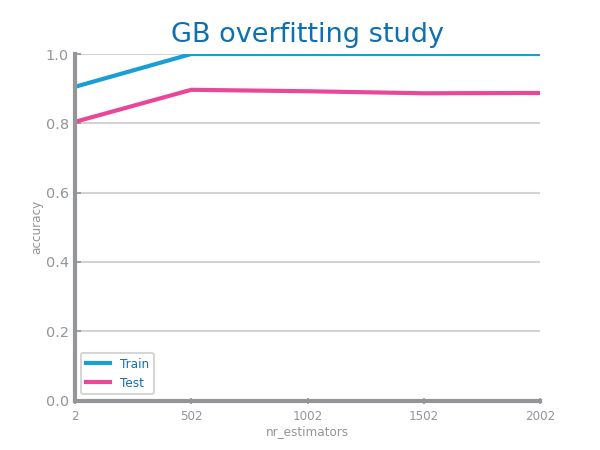 GB overfitting study
1.0
0.8
0.6
0.4
0.2
0.0
accuracy
Train
Test
2 502 1002 1502 2002
nr_estimators